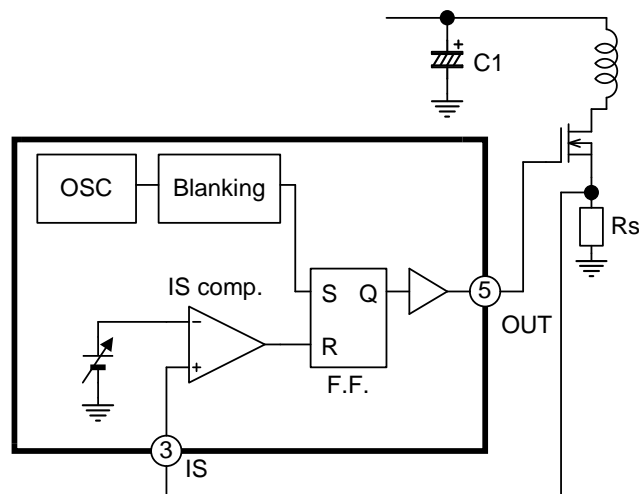 +
C1
OSC
Blanking
Rs
IS comp.
S
Q
5
OUT
−
R
+
F.F.
3
IS